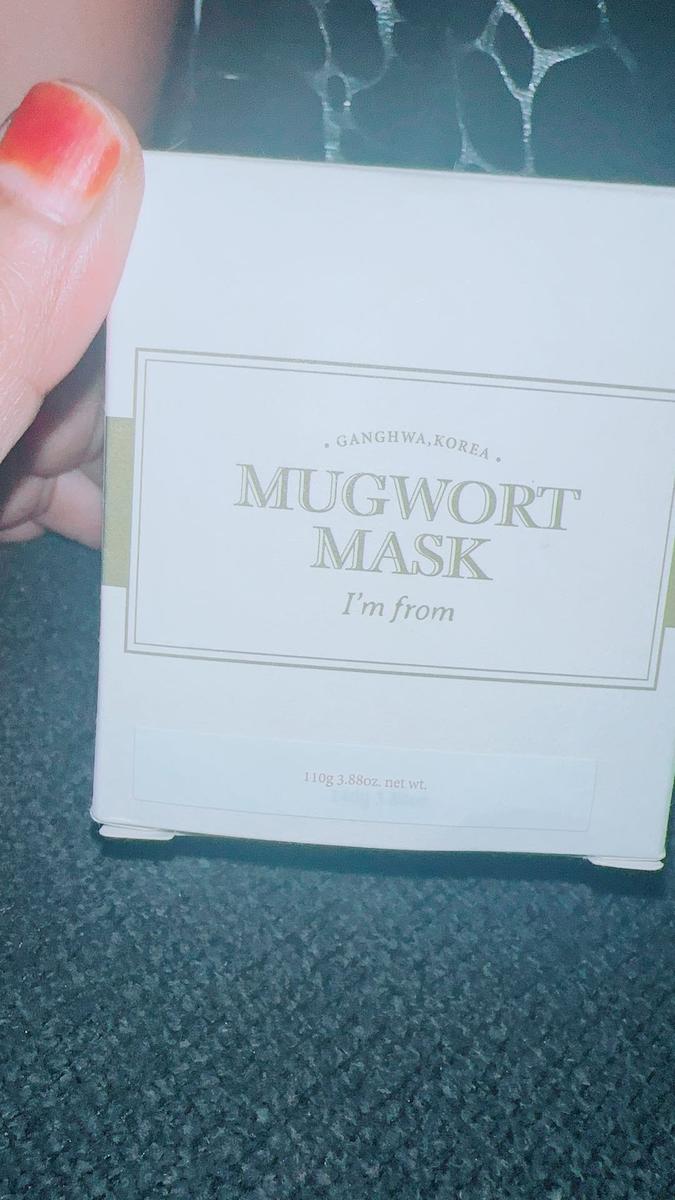 • GANGHWA,KOREA •
MUGWORT
MASK
I'm from
110g 3.88oz. net wt.